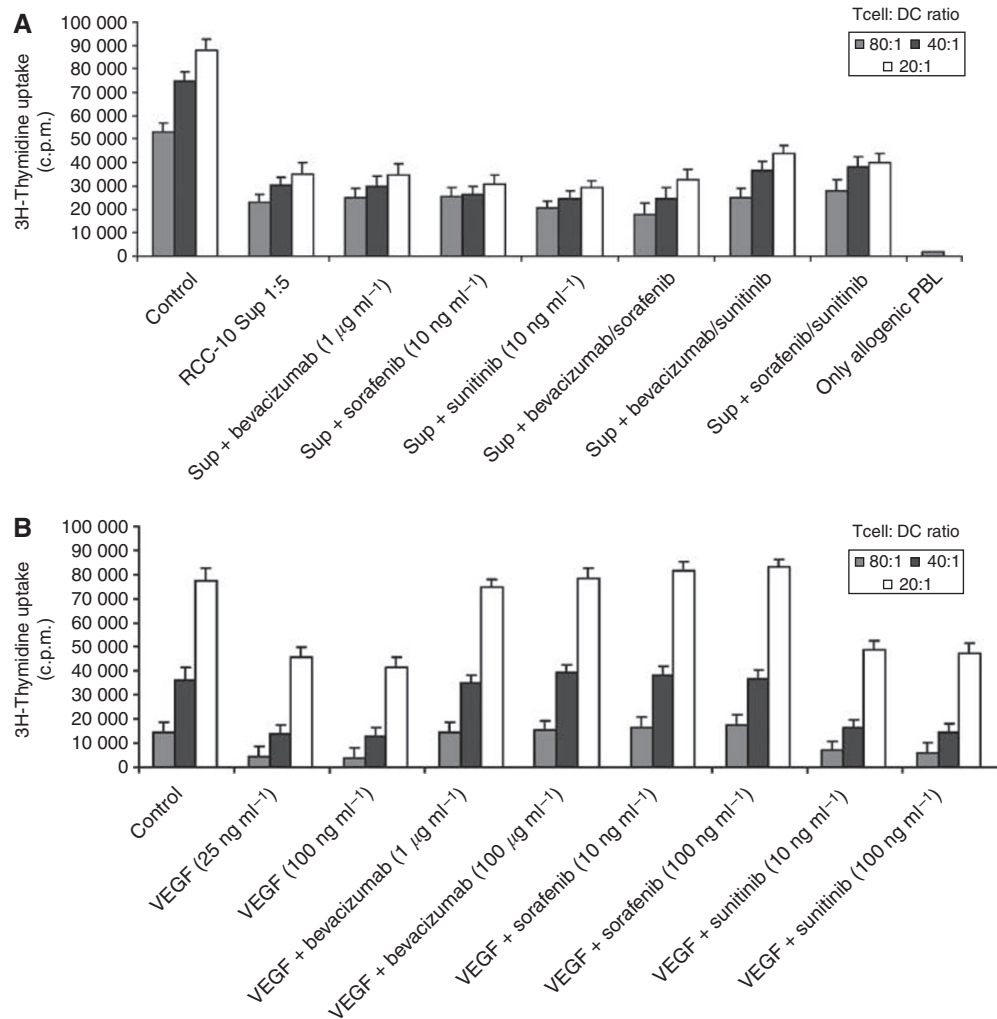 A
Tcell: DC ratio
80:1 40:1
20:1
3H-Thymidine uptake
(c.p.m.)
100 000
90 000
80 000
70 000
60 000
50 000
40 000
30 000
20 000
10 000
0
Control
RCC-10 Sup 1:5
Sup + bevacizumab (1 μg ml⁻¹)
Sup + sorafenib (10 ng ml⁻¹)
Sup + sunitinib (10 ng ml⁻¹)
Sup + bevacizumab/sorafenib
Sup + bevacizumab/sunitinib
Sup + sorafenib/sunitinib
Only allogenic PBL
B
Tcell: DC ratio
80:1 40:1
20:1
3H-Thymidine uptake
(c.p.m.)
100 000
90 000
80 000
70 000
60 000
50 000
40 000
30 000
20 000
10 000
0
Control
VEGF (25 ng ml⁻¹)
VEGF (100 ng ml⁻¹)
VEGF + bevacizumab (1 μg ml⁻¹)
VEGF + bevacizumab (100 μg ml⁻¹)
VEGF + sorafenib (10 ng ml⁻¹)
VEGF + sorafenib (100 ng ml⁻¹)
VEGF + sunitinib (10 ng ml⁻¹)
VEGF + sunitinib (100 ng ml⁻¹)